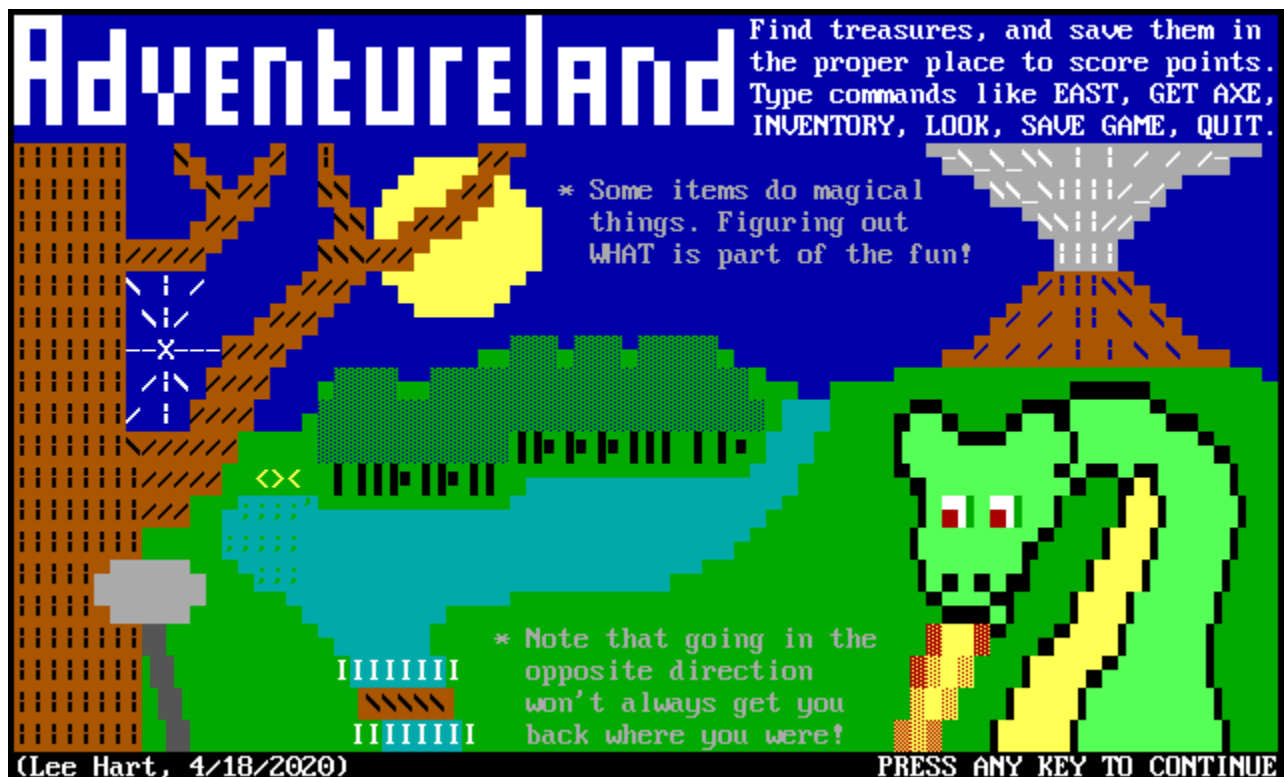 Adventureland
Find treasures, and save them in
the proper place to score points.
Type commands like EAST, GET AXE,
INVENTORY, LOOK, SAVE GAME, QUIT.
* Some items do magical
things. Figuring out
WHAT is part of the fun!
* Note that going in the
opposite direction
won't always get you
back where you were!
(Lee Hart, 4/18/2020)
PRESS ANY KEY TO CONTINUE